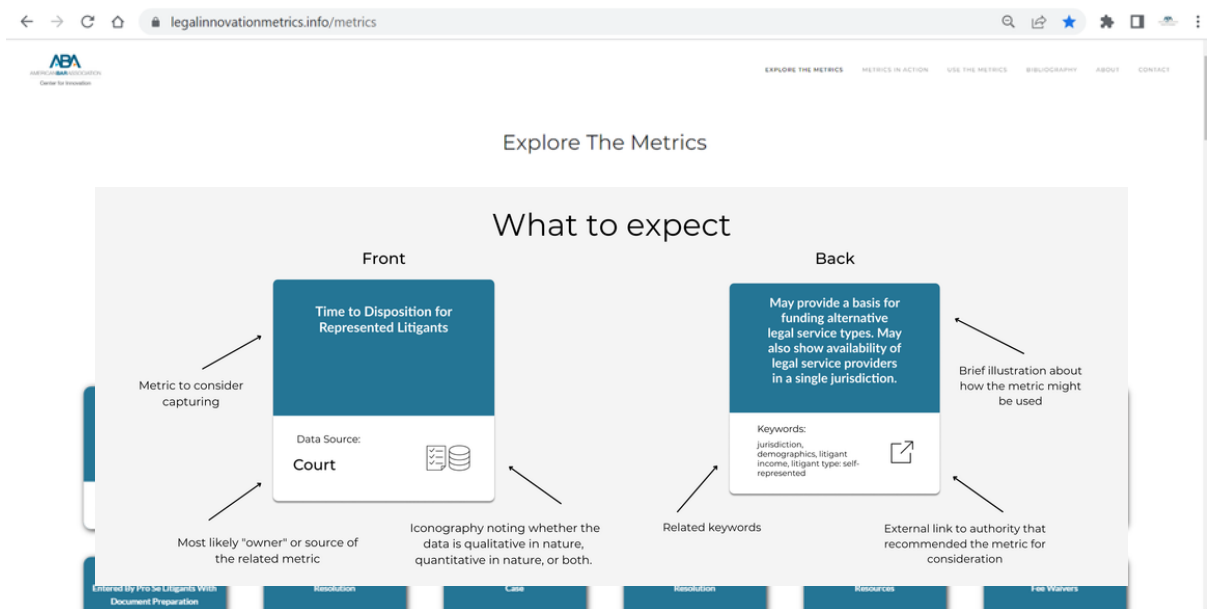 legalinnovationmetrics.info/metrics
ABA
AMERICANBARASSOCIATION
Center for Innovation
EXPLORE THE METRICS METRICS IN ACTION USE THE METRICS BIBLIOGRAPHY ABOUT CONTACT
Explore The Metrics
What to expect
Front
Time to Disposition for
Represented Litigants
Data Source:
Court
Metric to consider
capturing
Most likely "owner" or source of
the related metric
Iconography noting whether the
data is qualitative in nature,
quantitative in nature, or both.
Back
May provide a basis for
funding alternative
legal service types. May
also show availability of
legal service providers
in a single jurisdiction.
Keywords:
jurisdiction,
demographics, litigant
income, litigant type: self-
represented
Brief illustration about
how the metric might
be used
Related keywords
External link to authority that
recommended the metric for
consideration
Entered By Pro Se Litigants With
Document Preparation
Resolution
Case
Resolution
Resources
Fee Waivers